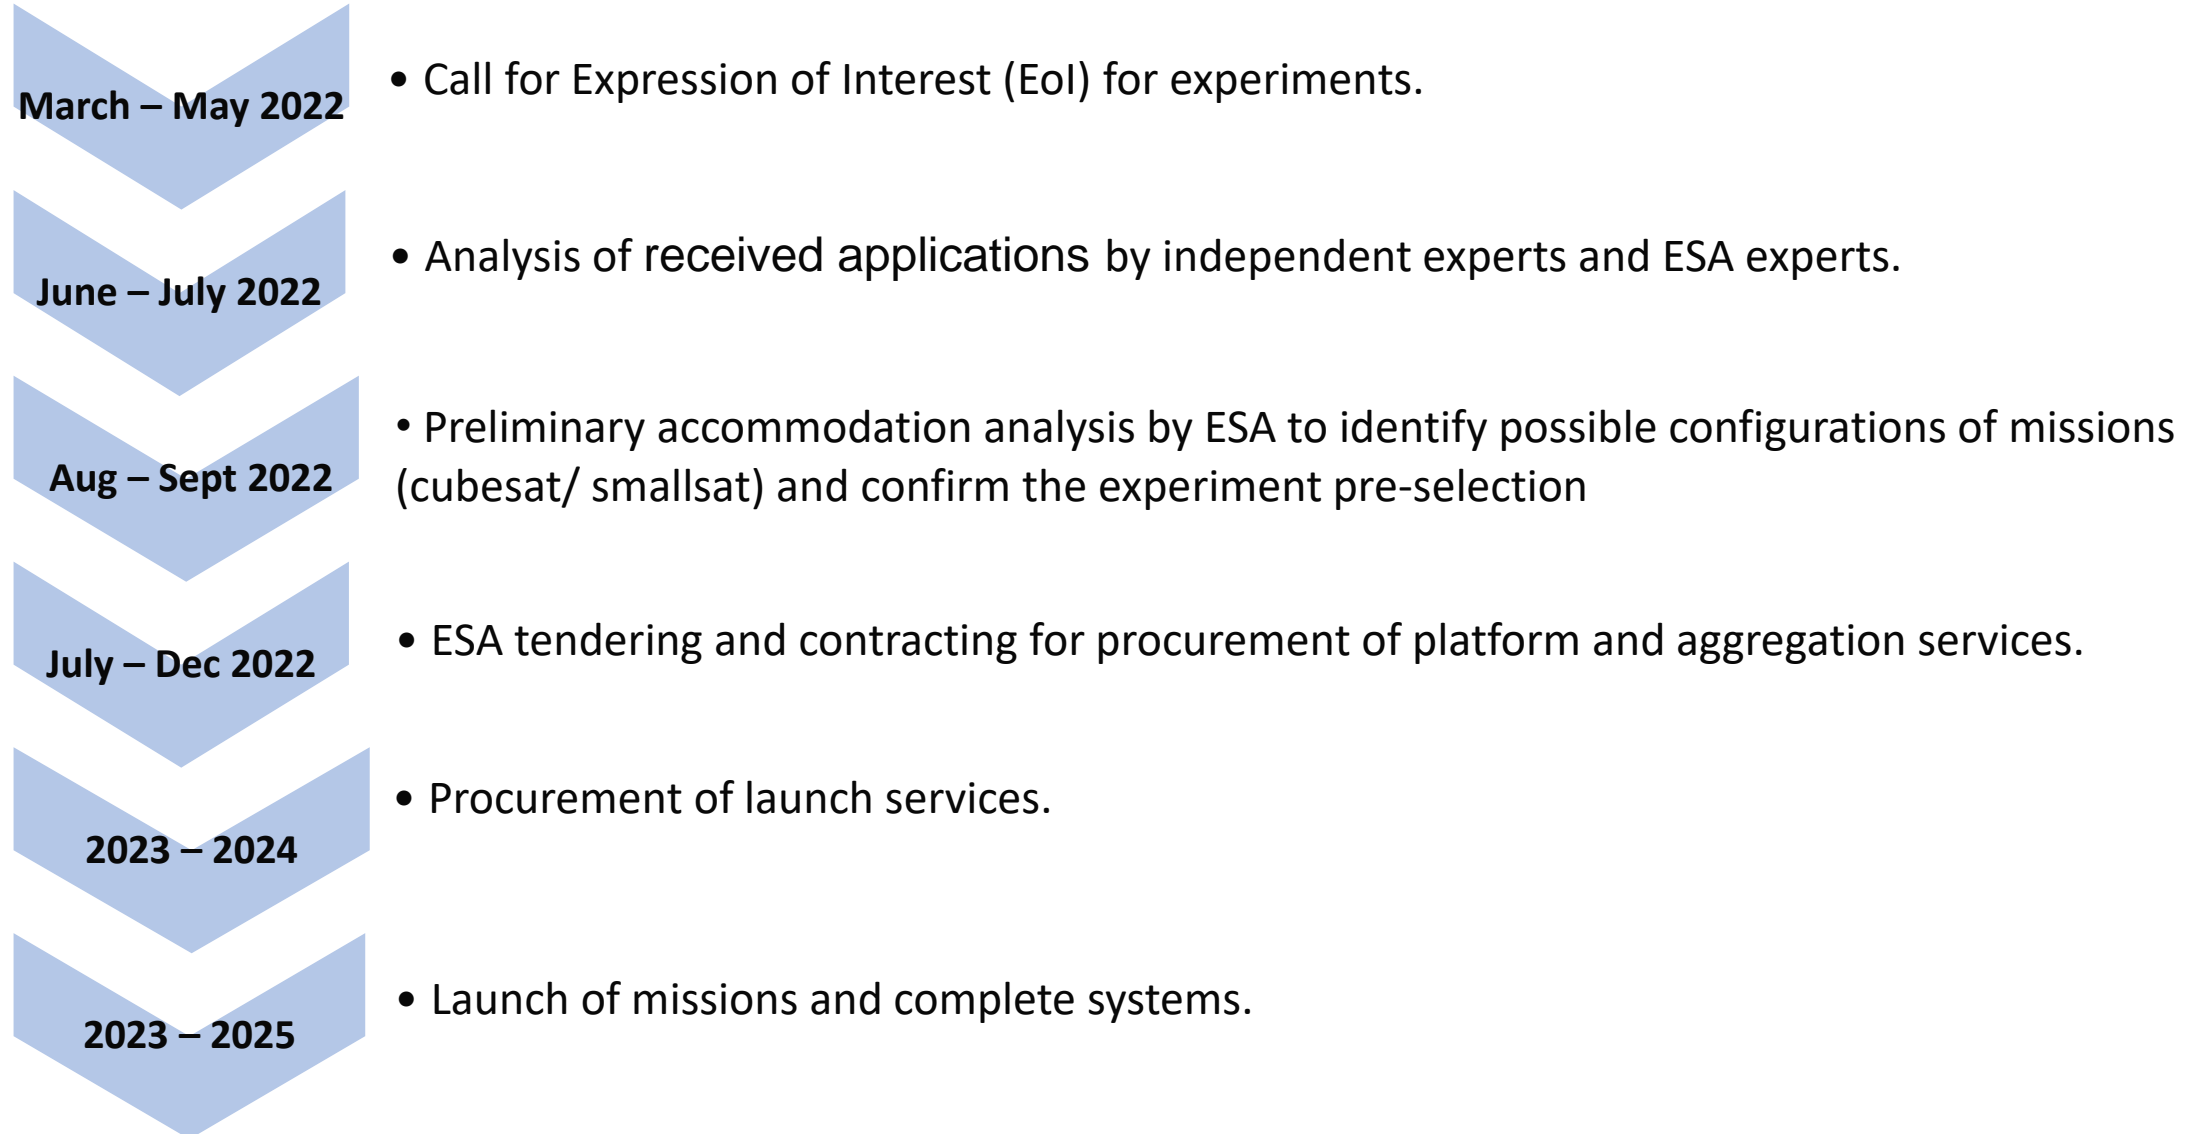 March – May 2022
• Call for Expression of Interest (EoI) for experiments.
June – July 2022
• Analysis of received applications by independent experts and ESA experts.
Aug – Sept 2022
• Preliminary accommodation analysis by ESA to identify possible configurations of missions
(cubesat/ smallsat) and confirm the experiment pre-selection
July – Dec 2022
• ESA tendering and contracting for procurement of platform and aggregation services.
2023 – 2024
• Procurement of launch services.
2023 – 2025
• Launch of missions and complete systems.